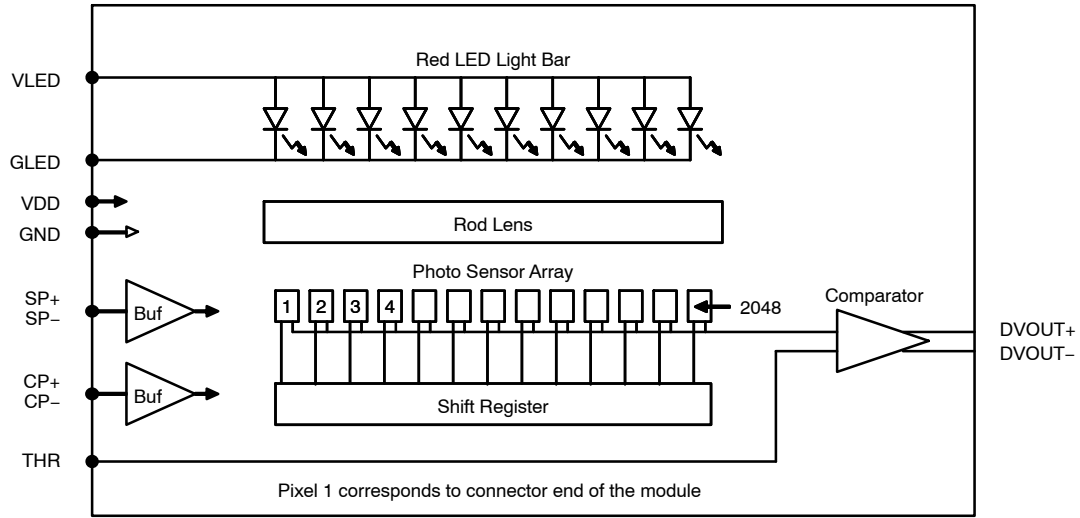 Red LED Light Bar
VLED
GLED
VDD
GND
Rod Lens
Photo Sensor Array
SP+
SP−
Buf
1 2 3 4
2048
Comparator
DVOUT+
DVOUT−
CP+
CP−
Buf
Shift Register
THR
Pixel 1 corresponds to connector end of the module